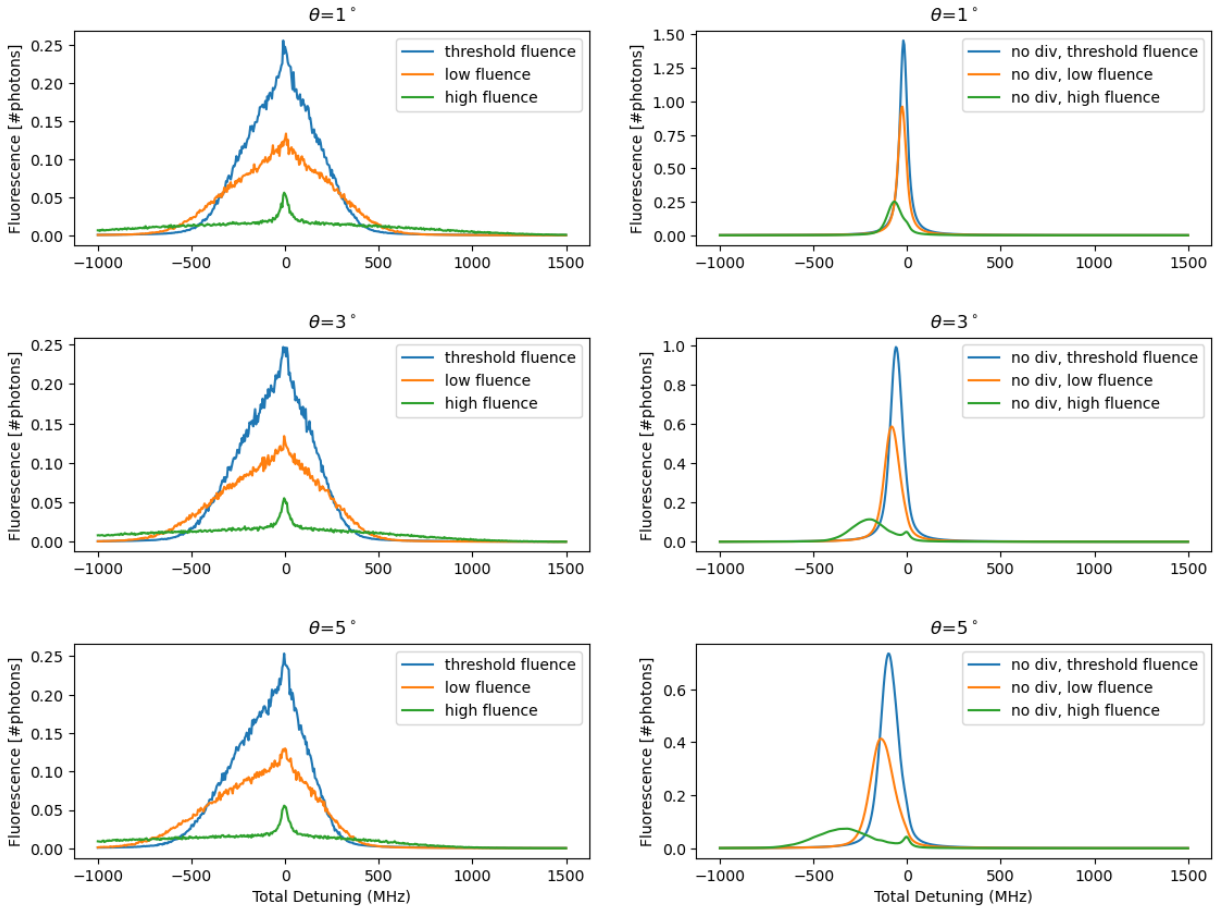 θ=1°
Fluorescence [#photons]
0.25
0.20
0.15
0.10
0.05
0.00
threshold fluence
low fluence
high fluence
−1000 −500 0 500 1000 1500
θ=1°
Fluorescence [#photons]
1.50
1.25
1.00
0.75
0.50
0.25
0.00
no div, threshold fluence
no div, low fluence
no div, high fluence
−1000 −500 0 500 1000 1500
θ=3°
Fluorescence [#photons]
0.25
0.20
0.15
0.10
0.05
0.00
threshold fluence
low fluence
high fluence
−1000 −500 0 500 1000 1500
θ=3°
Fluorescence [#photons]
1.0
0.8
0.6
0.4
0.2
0.0
no div, threshold fluence
no div, low fluence
no div, high fluence
−1000 −500 0 500 1000 1500
θ=5°
Fluorescence [#photons]
0.25
0.20
0.15
0.10
0.05
0.00
threshold fluence
low fluence
high fluence
−1000 −500 0 500 1000 1500
Total Detuning (MHz)
θ=5°
Fluorescence [#photons]
0.6
0.4
0.2
0.0
no div, threshold fluence
no div, low fluence
no div, high fluence
−1000 −500 0 500 1000 1500
Total Detuning (MHz)